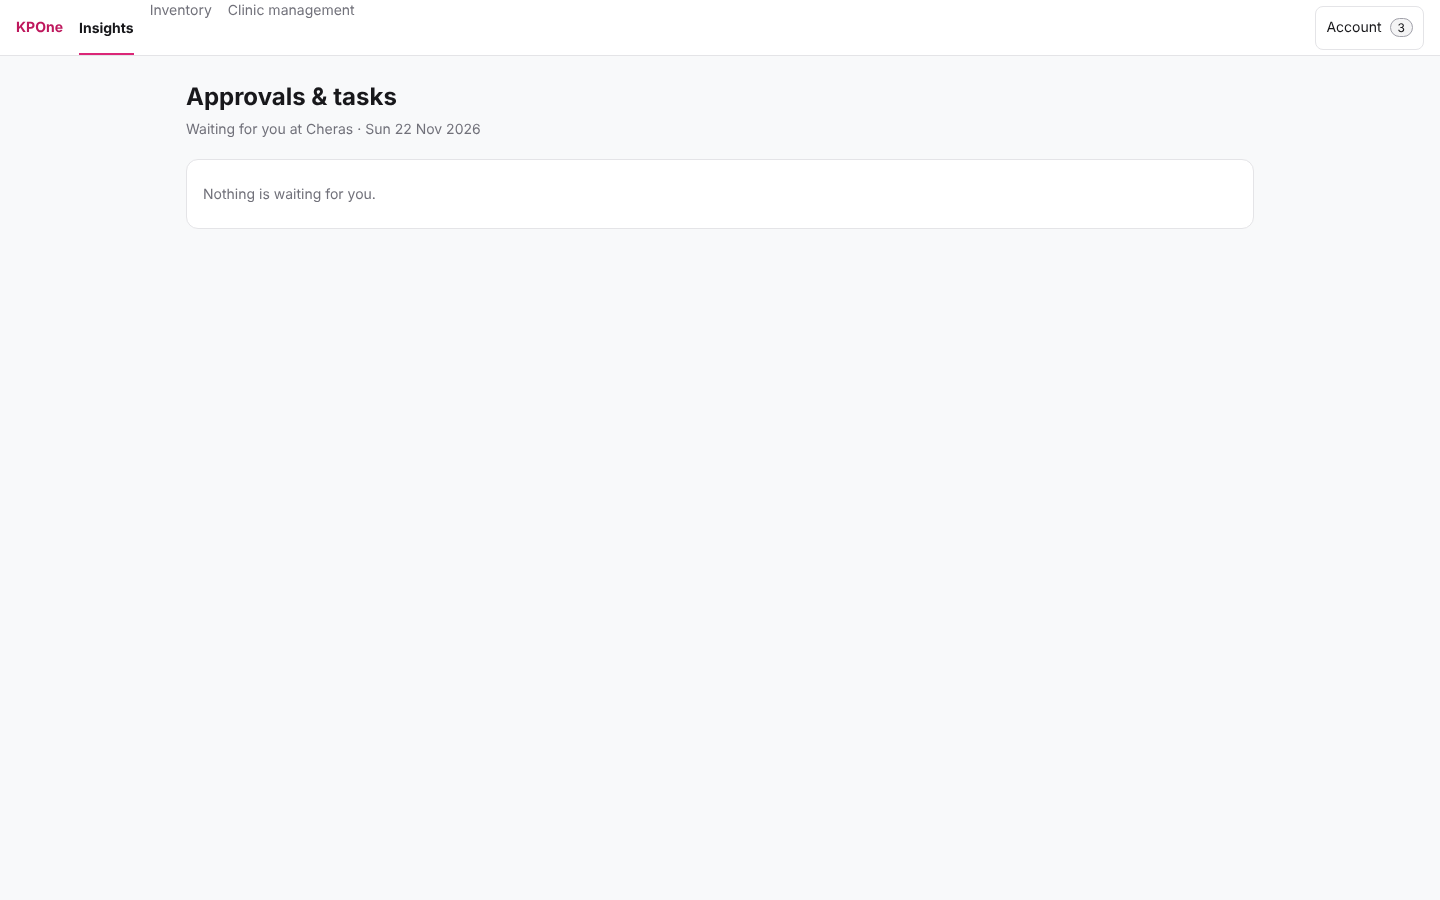 KPOne Insights Inventory Clinic management Account 3
Approvals & tasks
Waiting for you at Cheras · Sun 22 Nov 2026
Nothing is waiting for you.